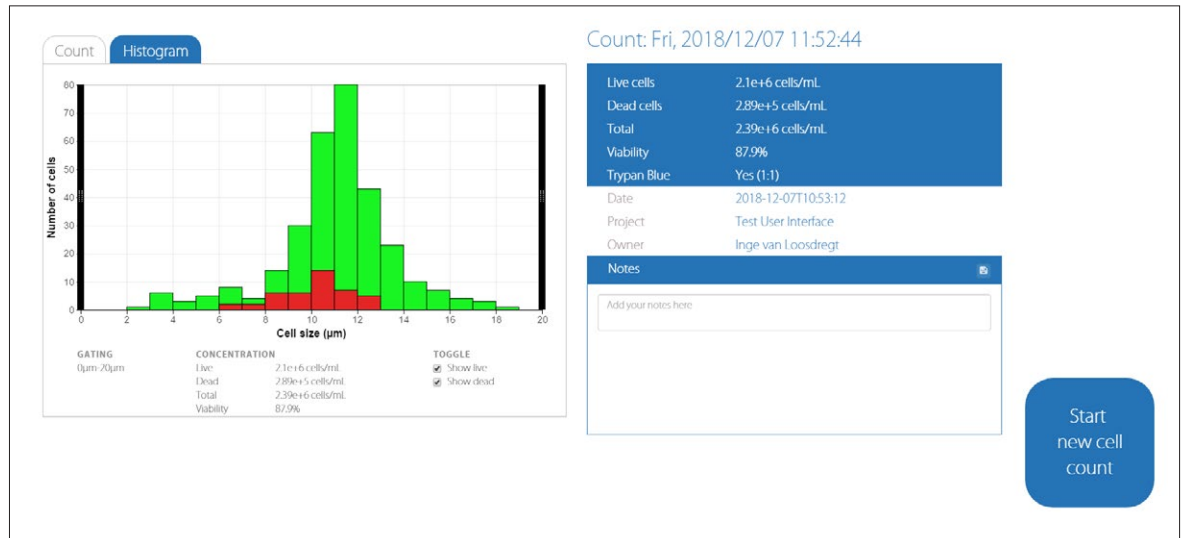 Count Histogram
80
70
60
50
40
30
20
10
0
Number of cells
0 2 4 6 8 10 12 14 16 18 20
Cell size (µm)
GATING
0µm-20µm
CONCENTRATION
Live 2.1e+6 cells/mL
Dead 2.89e+5 cells/mL
Total 2.39e+6 cells/mL
Viability 87.9%
TOGGLE
Show live
Show dead
Count: Fri, 2018/12/07 11:52:44
Live cells 2.1e+6 cells/mL
Dead cells 2.89e+5 cells/mL
Total 2.39e+6 cells/mL
Viability 87.9%
Trypan Blue Yes (1:1)
Date 2018-12-07T10:53:12
Project Test User Interface
Owner Inge van Loosdregt
Notes
Add your notes here
Start
new cell
count